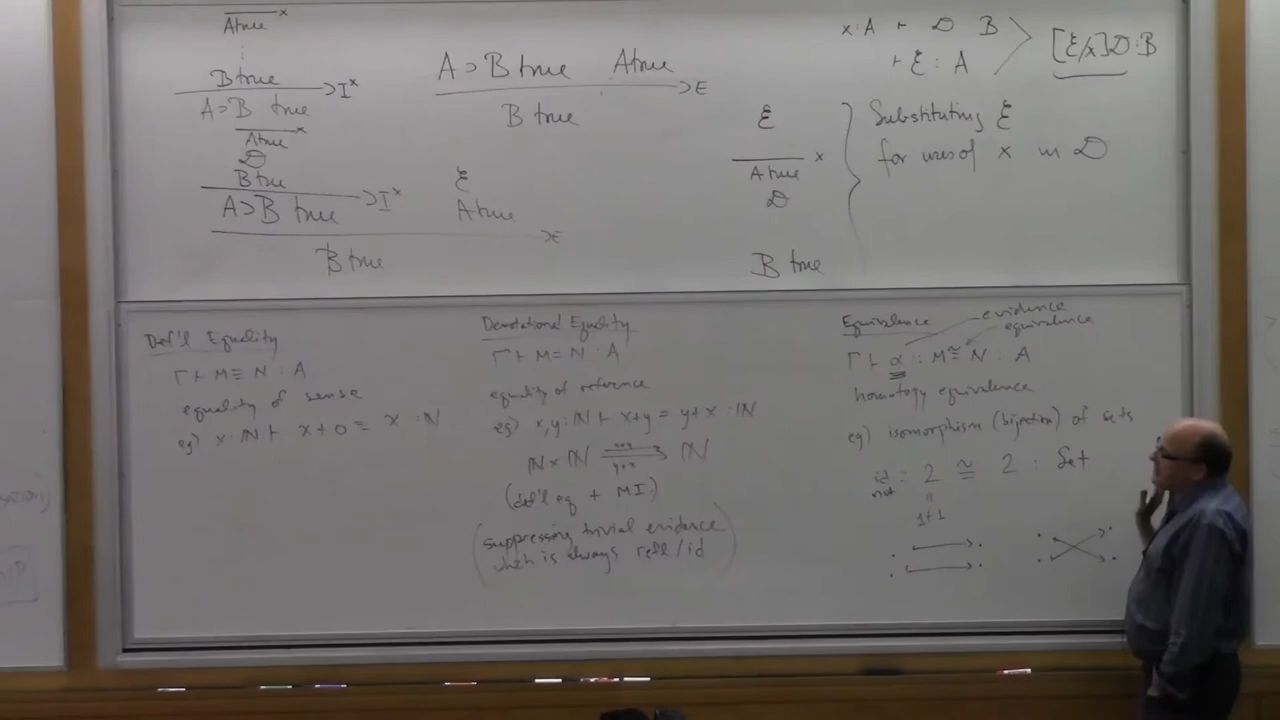 A true x
⋮
B true
A ⊃ B true ⊃I^x
A true x
D
B true
A ⊃ B true ⊃I^x
ℰ
A true
⊃E
B true
A ⊃ B true A true
⊃E
B true
x:A ⊢ D B
⊢ ℰ : A
[ℰ/x]D : B
ℰ
A true x
D
B true
Substituting ℰ
for uses of x in D
Def'l Equality
Γ ⊢ M ≡ N : A
equality of sense
eg) x:ℕ ⊢ x+0 ≡ x : ℕ
Denotational Equality
Γ ⊢ M = N : A
equality of reference
eg) x,y:ℕ ⊢ x+y = y+x : ℕ
ℕ × ℕ ⇉ ℕ
x+y
y+x
(def'l eq + MI)
(suppressing trivial evidence
which is always refl/id)
Equivalence
evidence
equivalence
Γ ⊢ α :: M ≅ N : A
homotopy equivalence
eg) isomorphism (bijection) of sets
id
not : 2 ≅ 2 : Set
=
1+1